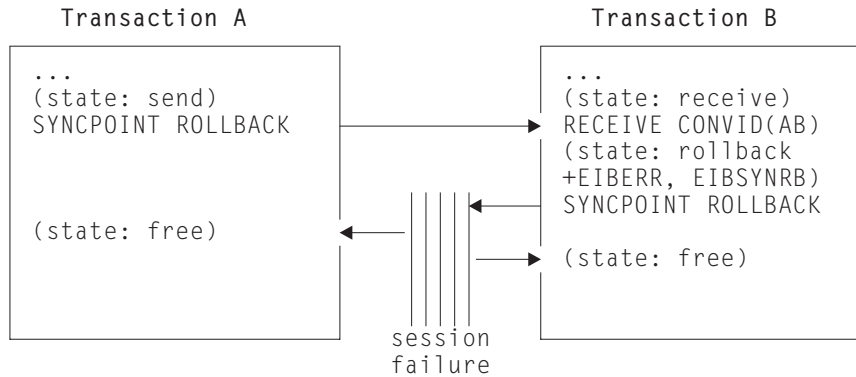 Transaction A
...
(state: send)
SYNCPOINT ROLLBACK
(state: free)
Transaction B
...
(state: receive)
RECEIVE CONVID(AB)
(state: rollback
+EIBERR, EIBSYNRB)
SYNCPOINT ROLLBACK
(state: free)
session
failure